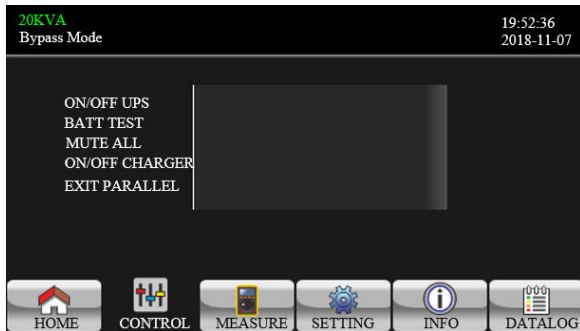 20KVA
19:52:36
Bypass Mode
2018-11-07
ON/OFF UPS
BATT TEST
MUTE ALL
ON/OFF CHARGER
EXIT PARALLEL
HOME CONTROL MEASURE SETTING INFO DATALOG